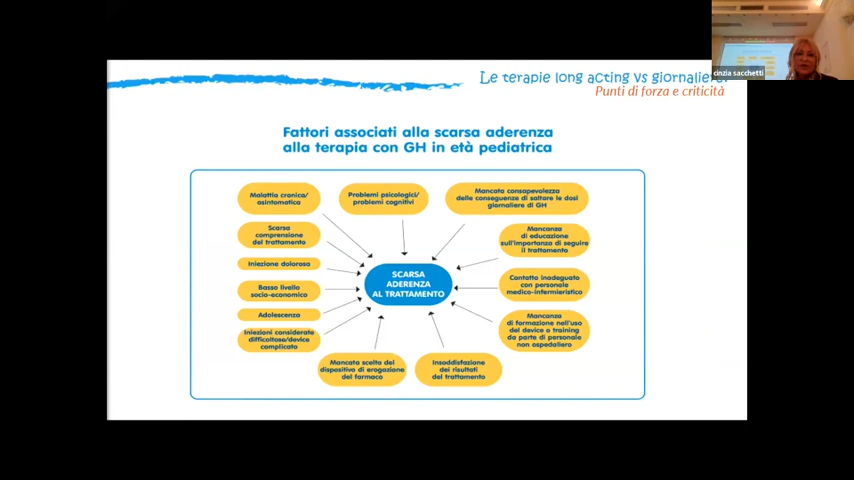 cinzia sacchetti
Le terapie long acting vs giornaliere:
Punti di forza e criticità
Fattori associati alla scarsa aderenza
alla terapia con GH in età pediatrica
Malattia cronica/
asintomatica
Problemi psicologici/
problemi cognitivi
Mancata consapevolezza
delle conseguenze di saltare le dosi
giornaliere di GH
Scarsa
comprensione
del trattamento
Mancanza
di educazione
sull'importanza di seguire
il trattamento
Iniezione dolorosa
SCARSA
ADERENZA
AL TRATTAMENTO
Basso livello
socio-economico
Contatto inadeguato
con personale
medico-infermieristico
Adolescenza
Iniezioni considerate
difficoltose/device
complicato
Mancanza
di formazione nell'uso
del device o training
da parte di personale
non ospedaliero
Mancata scelta del
dispositivo di erogazione
del farmaco
Insoddisfazione
dei risultati
del trattamento